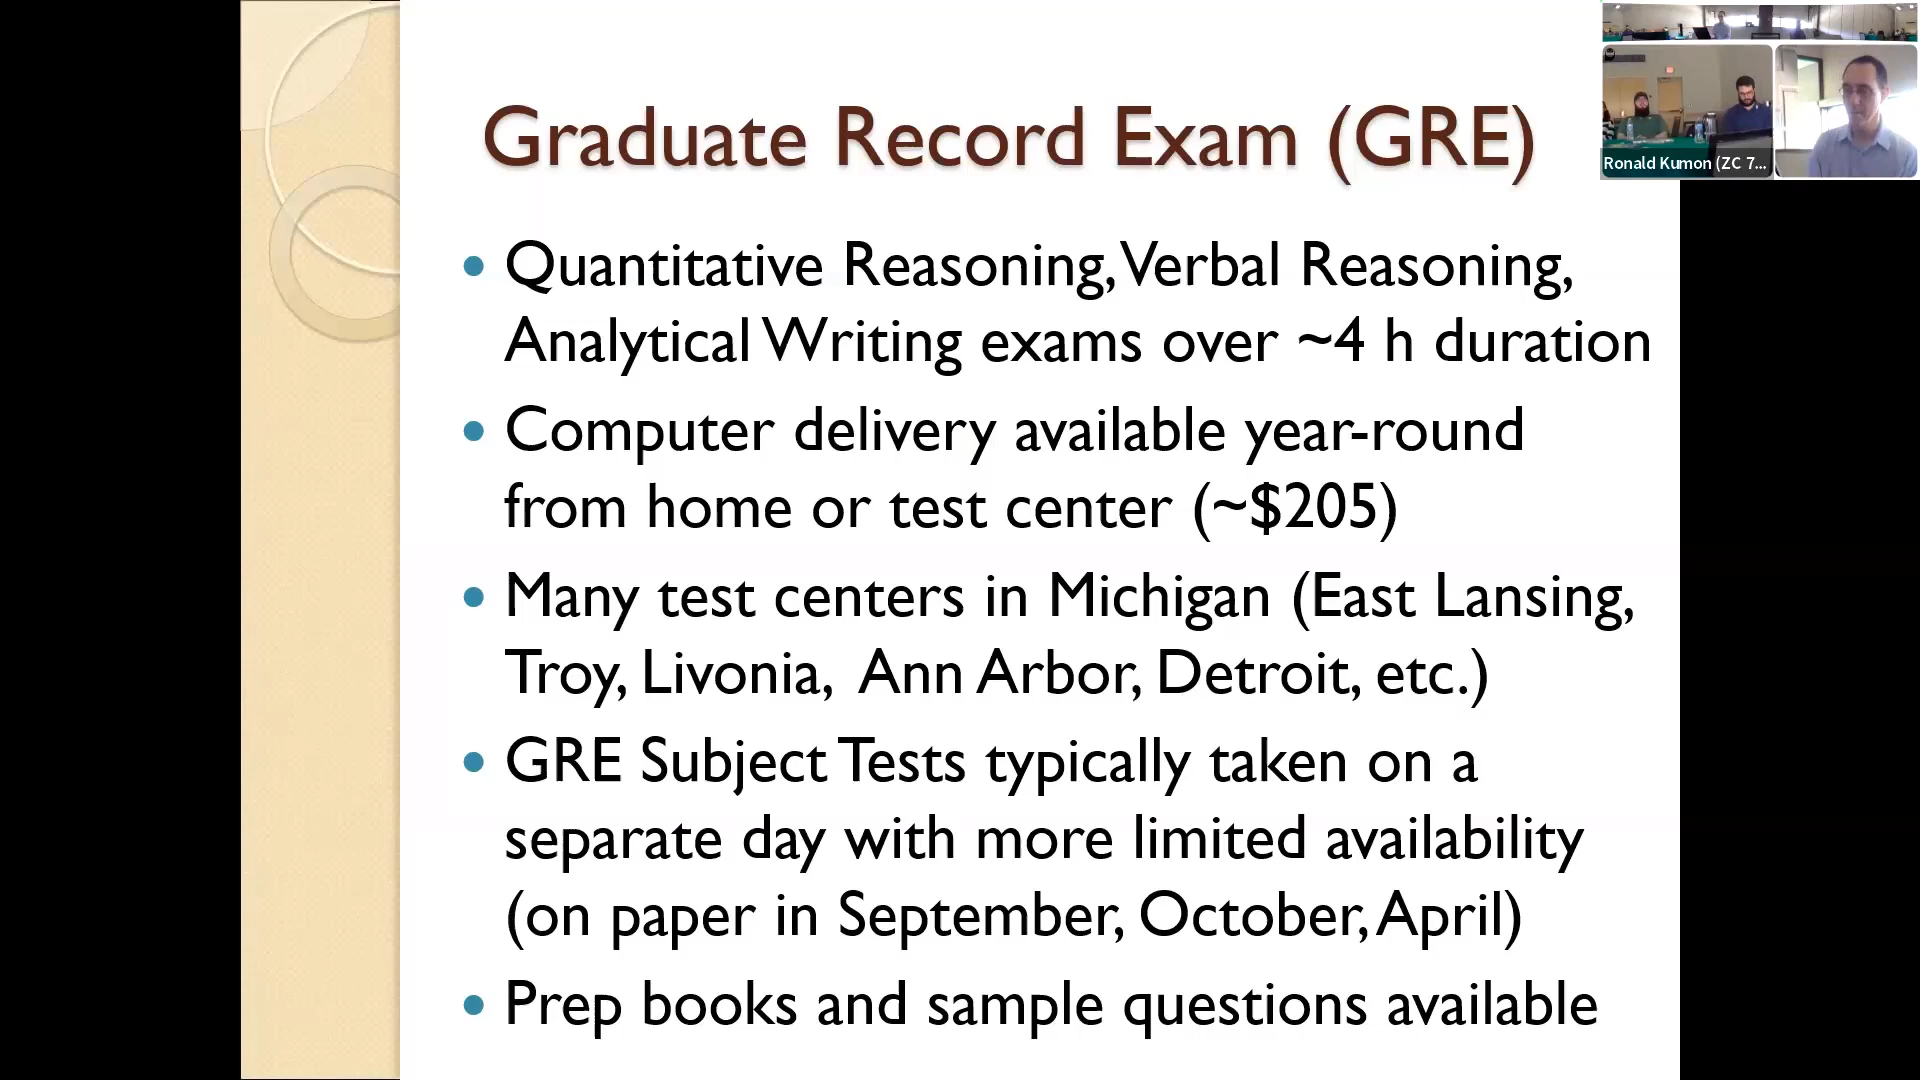 Graduate Record Exam (GRE)
Ronald Kumon (ZC 7...
• Quantitative Reasoning, Verbal Reasoning,
Analytical Writing exams over ~4 h duration
• Computer delivery available year-round
from home or test center (~$205)
• Many test centers in Michigan (East Lansing,
Troy, Livonia, Ann Arbor, Detroit, etc.)
• GRE Subject Tests typically taken on a
separate day with more limited availability
(on paper in September, October, April)
• Prep books and sample questions available